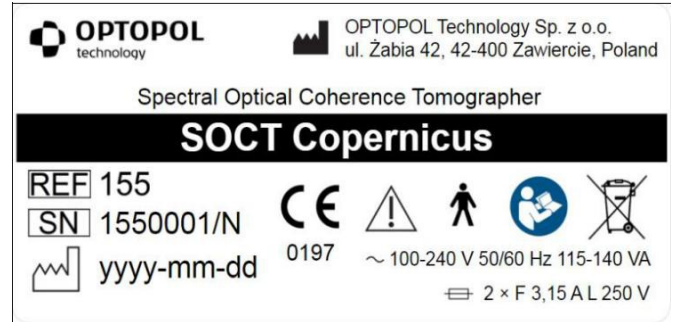 OPTOPOL
technology
OPTOPOL Technology Sp. z o.o.
ul. Żabia 42, 42-400 Zawiercie, Poland
Spectral Optical Coherence Tomographer
SOCT Copernicus
REF 155
SN 1550001/N
yyyy-mm-dd
CE
0197
~ 100-240 V 50/60 Hz 115-140 VA
2 × F 3,15 A L 250 V